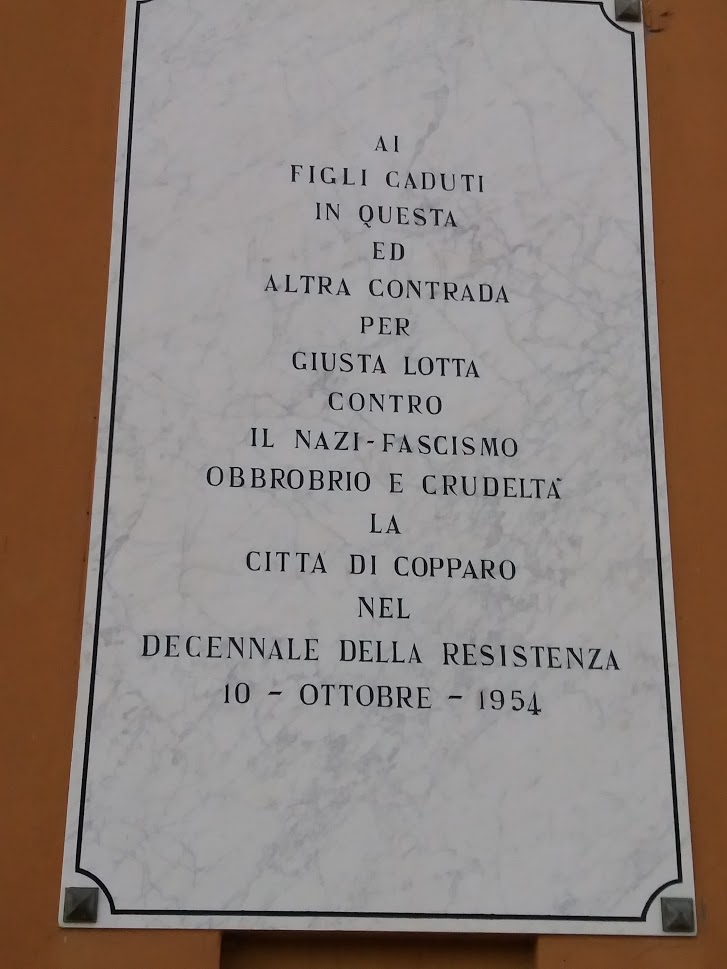 AI
FIGLI CADUTI
IN QUESTA
ED
ALTRA CONTRADA
PER
GIUSTA LOTTA
CONTRO
IL NAZI-FASCISMO
OBBROBRIO E CRUDELTÀ
LA
CITTA DI COPPARO
NEL
DECENNALE DELLA RESISTENZA
10 - OTTOBRE - 1954